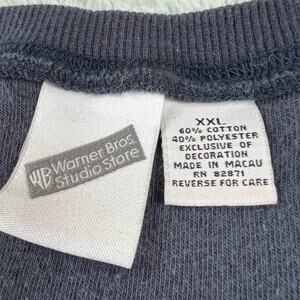 WB Warner Bros.
Studio Store
XXL
60% COTTON
40% POLYESTER
EXCLUSIVE OF
DECORATION
MADE IN MACAU
RN 82871
REVERSE FOR CARE